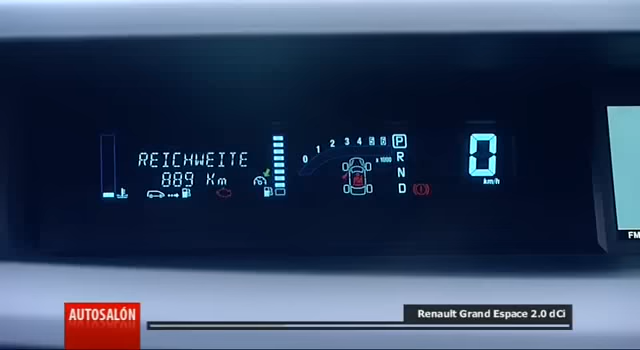 REICHWEITE
889 Km
0 1 2 3 4 5 6
x 1000
P
R
N
D
0
km/h
FM
AUTOSALÓN
Renault Grand Espace 2.0 dCi